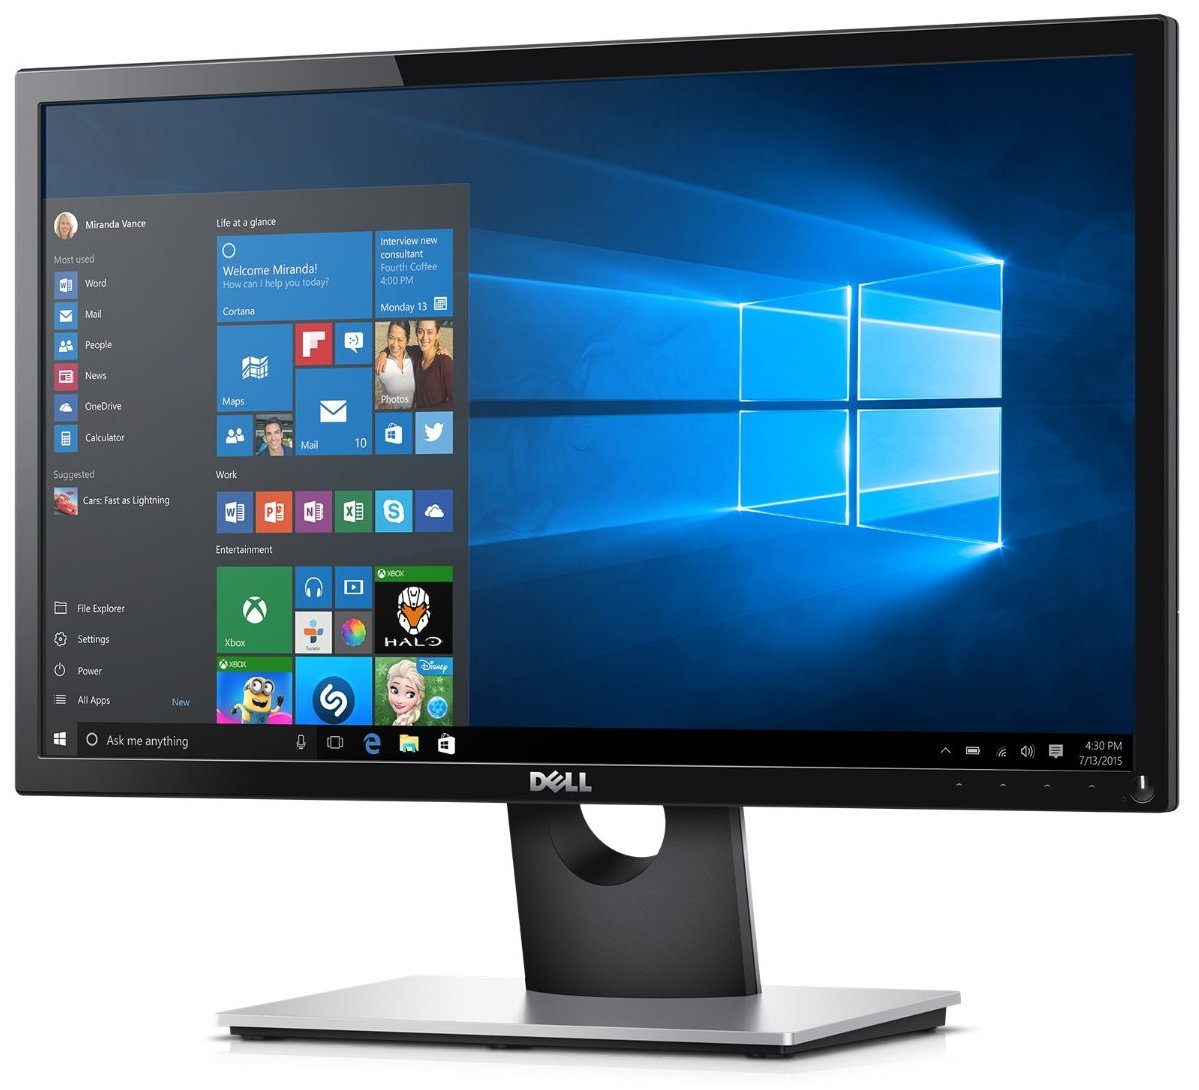 Miranda Vance
Most used
Word
Mail
People
News
OneDrive
Calculator
Suggested
Cars: Fast as Lightning
File Explorer
Settings
Power
All Apps
New
Life at a glance
Welcome Miranda!
How can I help you today?
Cortana
Interview new
consultant
Fourth Coffee
4:00 PM
Monday 13
Maps
Mail
10
Photos
Work
Entertainment
Xbox
TuneIn
XBOX
HALO
XBOX
Disney
Ask me anything
4:30 PM
7/13/2015
DELL